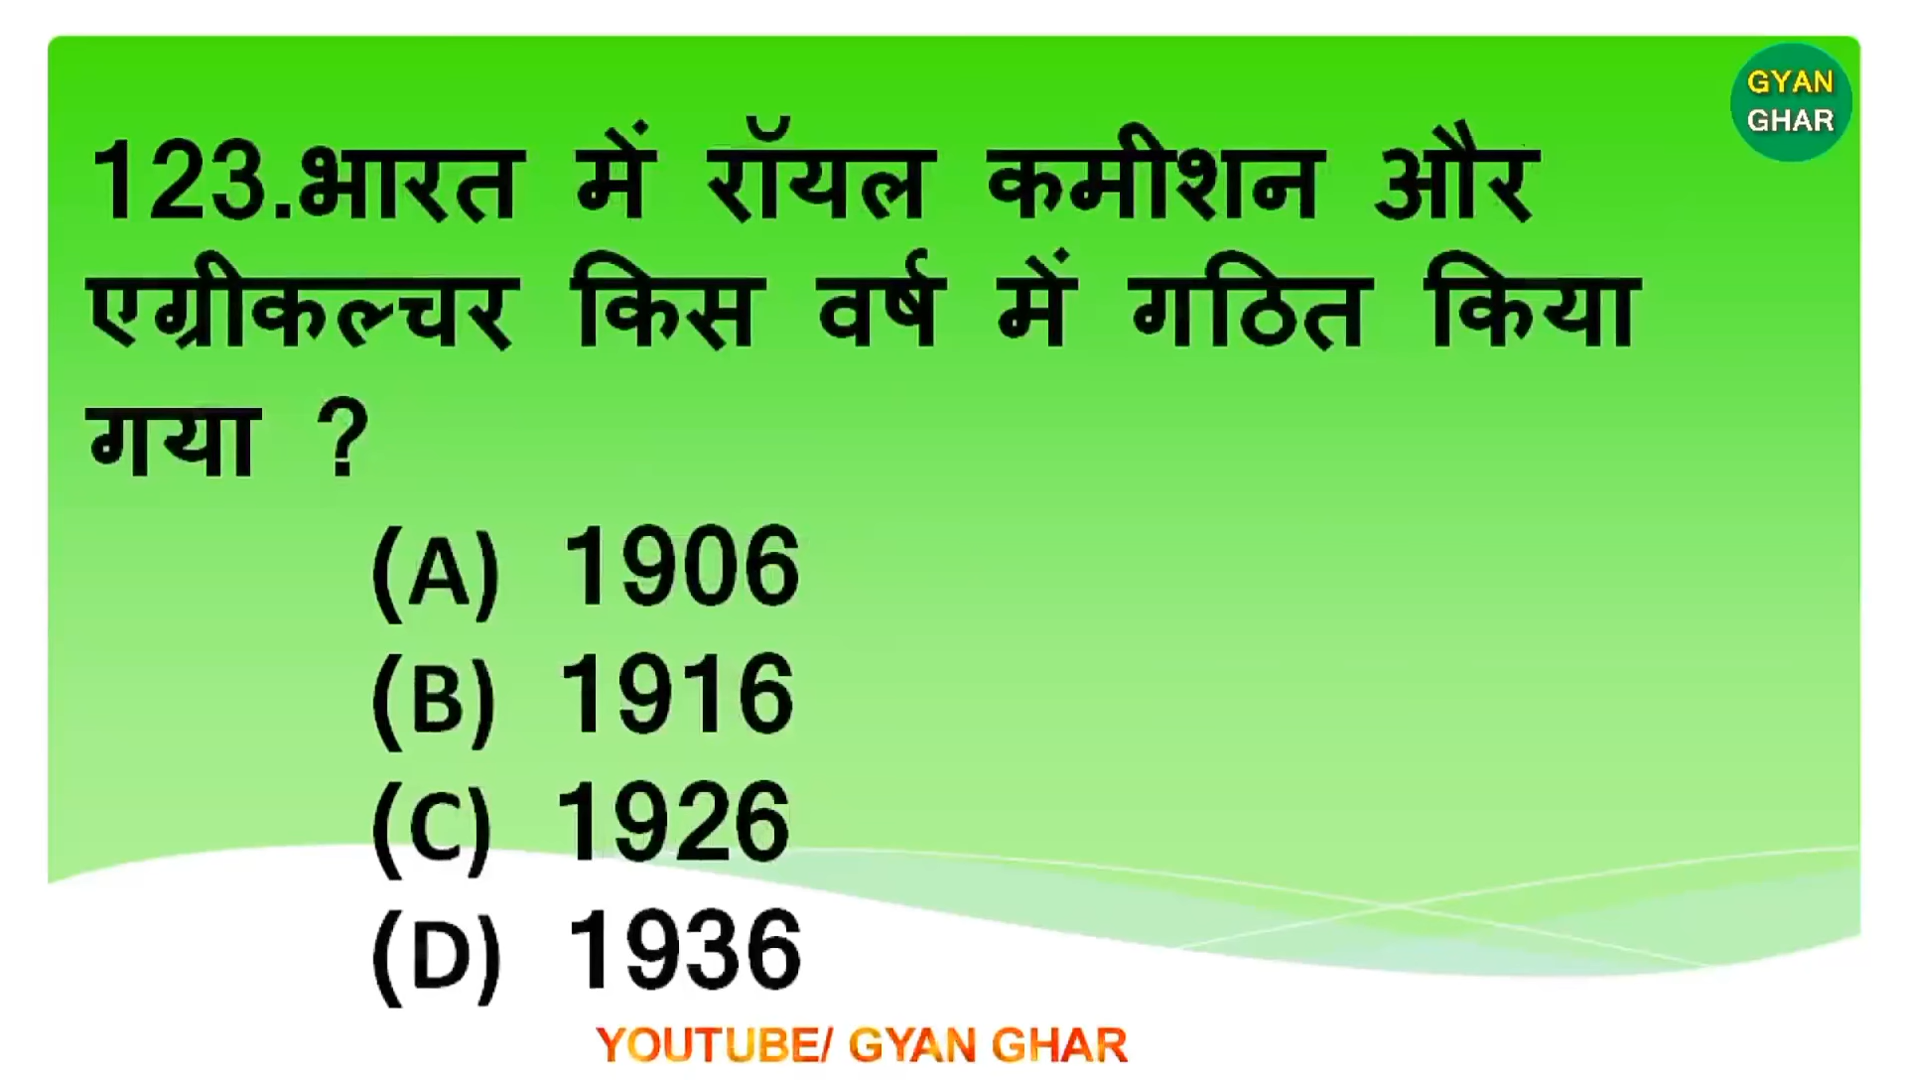 GYAN
GHAR
123.भारत में रॉयल कमीशन और
एग्रीकल्चर किस वर्ष में गठित किया
गया ?
(A) 1906
(B) 1916
(C) 1926
(D) 1936
YOUTUBE/ GYAN GHAR